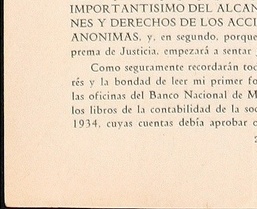 IMPORTANTISIMO DEL ALCAN
NES Y DERECHOS DE LOS ACCI
ANONIMAS, y, en segundo, porque
prema de Justicia, empezará a sentar
Como seguramente recordarán tod
rés y la bondad de leer mi primer fo
las oficinas del Banco Nacional de M
los libros de la contabilidad de la soc
1934, cuyas cuentas debía aprobar o